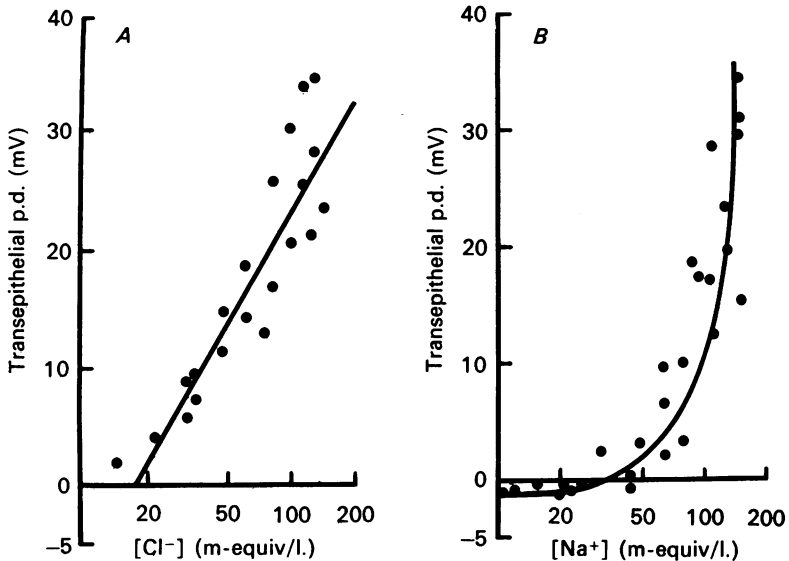 A
Transepithelial p.d. (mV)
40
30
20
10
0
−5
20 50 100 200
[Cl⁻] (m-equiv/l.)
B
Transepithelial p.d. (mV)
40
30
20
10
0
−5
20 50 100 200
[Na⁺] (m-equiv/l.)